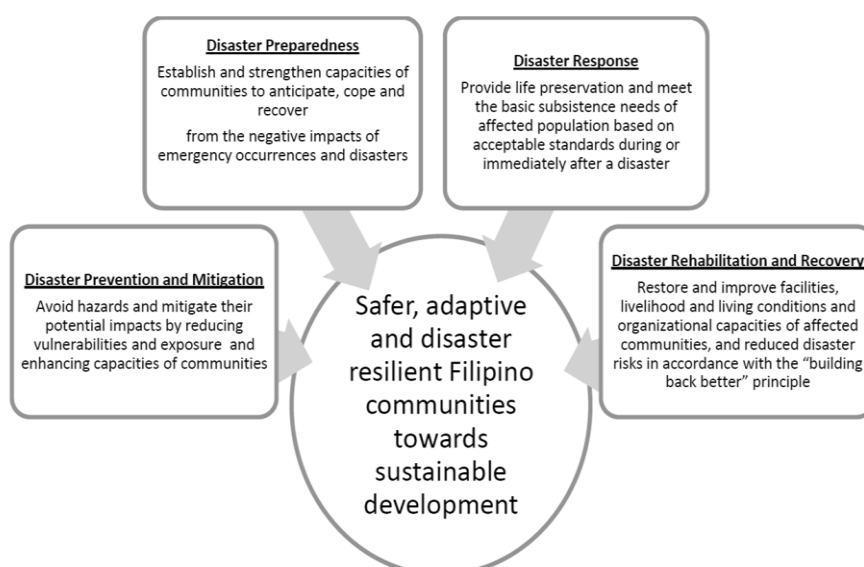 Disaster Preparedness
Establish and strengthen capacities of
communities to anticipate, cope and
recover
from the negative impacts of
emergency occurrences and disasters
Disaster Response
Provide life preservation and meet
the basic subsistence needs of
affected population based on
acceptable standards during or
immediately after a disaster
Disaster Prevention and Mitigation
Avoid hazards and mitigate their
potential impacts by reducing
vulnerabilities and exposure and
enhancing capacities of communities
Disaster Rehabilitation and Recovery
Restore and improve facilities,
livelihood and living conditions and
organizational capacities of affected
communities, and reduced disaster
risks in accordance with the “building
back better” principle
Safer, adaptive
and disaster
resilient Filipino
communities
towards
sustainable
development